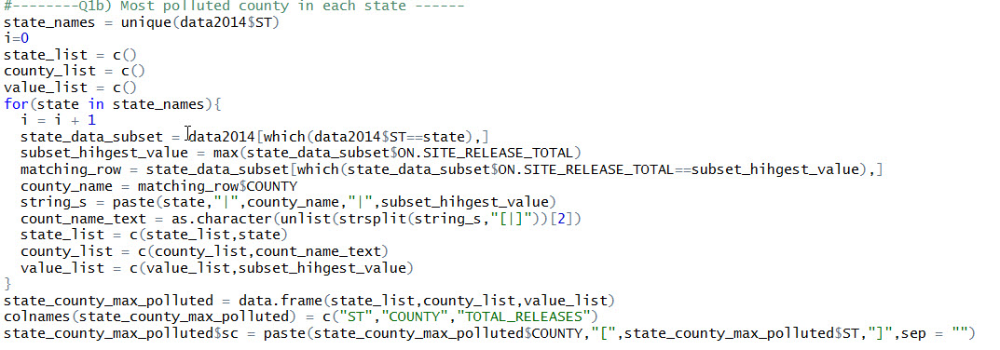 #--------Q1b) Most polluted county in each state ------
state_names = unique(data2014$ST)
i=0
state_list = c()
county_list = c()
value_list = c()
for(state in state_names){
  i = i + 1
  state_data_subset = data2014[which(data2014$ST==state),]
  subset_hihgest_value = max(state_data_subset$ON.SITE_RELEASE_TOTAL)
  matching_row = state_data_subset[which(state_data_subset$ON.SITE_RELEASE_TOTAL==subset_hihgest_value),]
  county_name = matching_row$COUNTY
  string_s = paste(state,"|",county_name,"|",subset_hihgest_value)
  count_name_text = as.character(unlist(strsplit(string_s,"[|]"))[2])
  state_list = c(state_list,state)
  county_list = c(county_list,count_name_text)
  value_list = c(value_list,subset_hihgest_value)
}
state_county_max_polluted = data.frame(state_list,county_list,value_list)
colnames(state_county_max_polluted) = c("ST","COUNTY","TOTAL_RELEASES")
state_county_max_polluted$sc = paste(state_county_max_polluted$COUNTY,"[",state_county_max_polluted$ST,"]",sep = "")